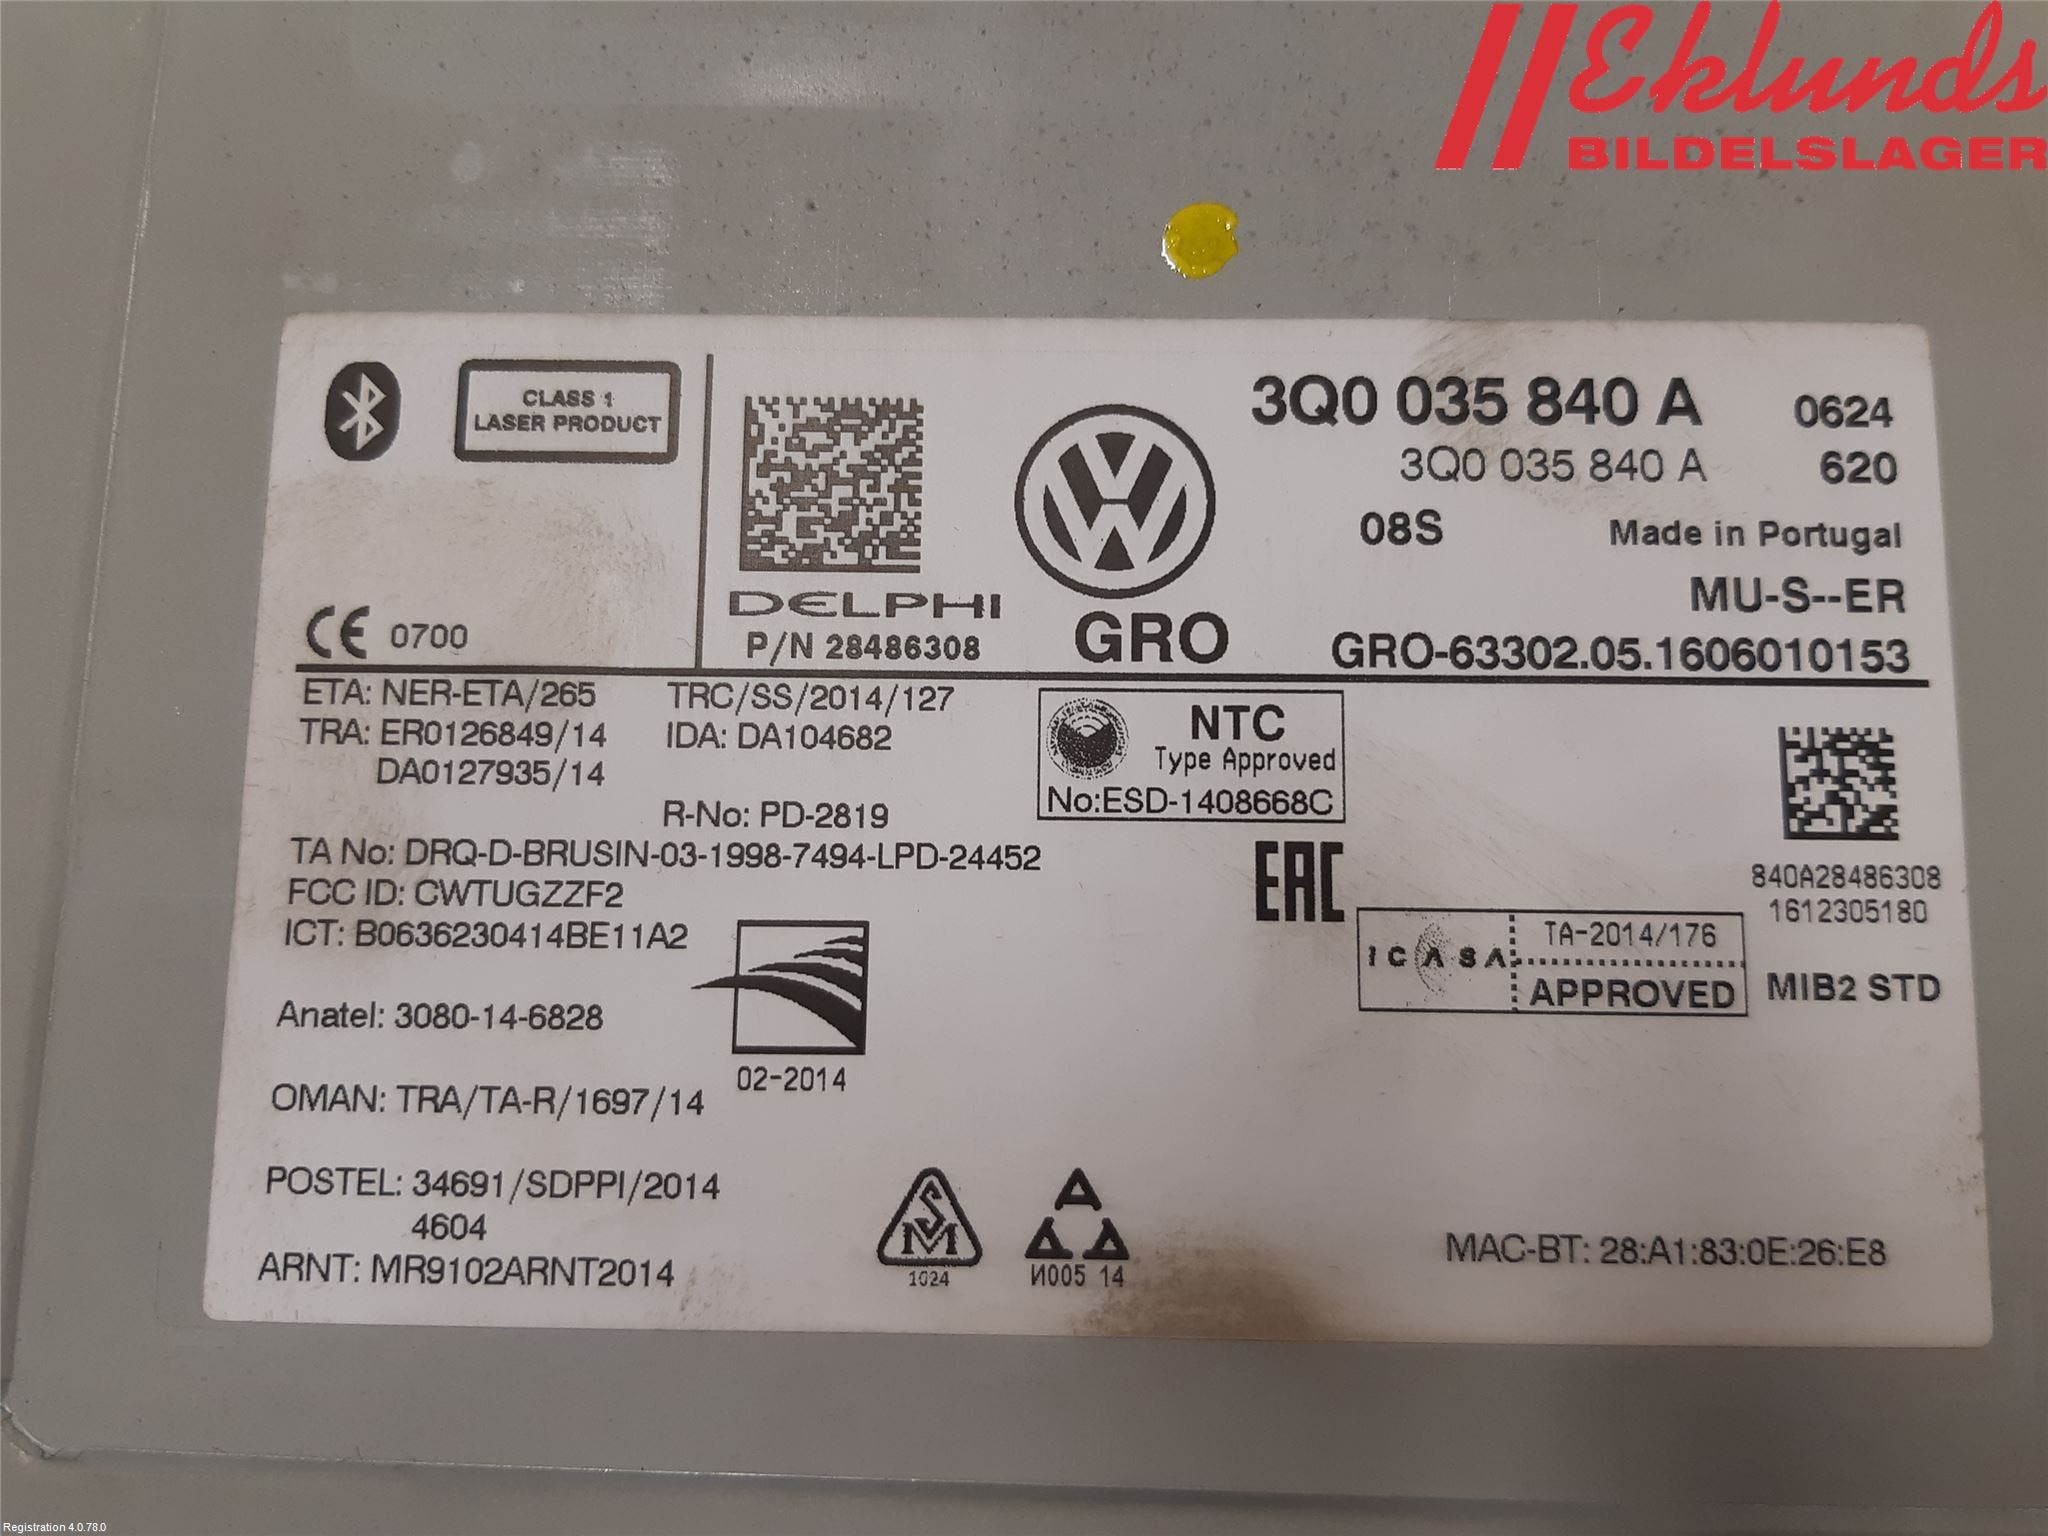 Eklunds
BILDELSLAGER
CLASS 1
LASER PRODUCT
CE 0700
DELPHI
P/N 28486308
GRO
3Q0 035 840 A 0624
3Q0 035 840 A 620
08S Made in Portugal
MU-S--ER
GRO-63302.05.1606010153
ETA: NER-ETA/265 TRC/SS/2014/127
TRA: ER0126849/14 IDA: DA104682
DA0127935/14
R-No: PD-2819
TA No: DRQ-D-BRUSIN-03-1998-7494-LPD-24452
FCC ID: CWTUGZZF2
ICT: B0636230414BE11A2
Anatel: 3080-14-6828
02-2014
OMAN: TRA/TA-R/1697/14
POSTEL: 34691/SDPPI/2014
4604
ARNT: MR9102ARNT2014
NTC
Type Approved
No:ESD-1408668C
EAC
840A28486308
1612305180
ICASA TA-2014/176
APPROVED
MIB2 STD
SM
1024
И005 14
MAC-BT: 28:A1:83:0E:26:E8
Registration 4.0.78.0